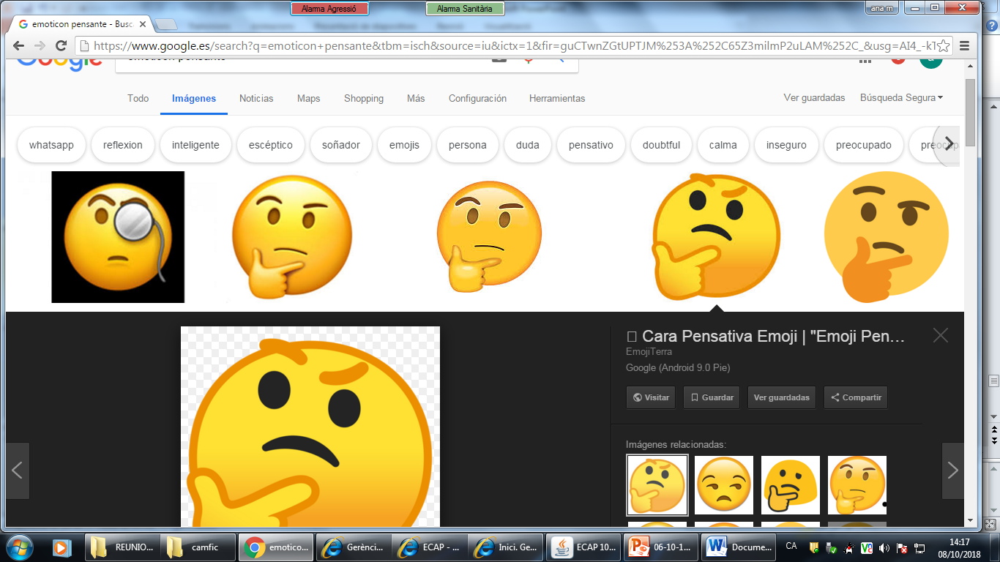 Alarma Agressió
Alarma Sanitària
ana m
emoticon pensante - Busc
https://www.google.es/search?q=emoticon+pensante&tbm=isch&source=iu&ictx=1&fir=guCTwnZGtUPTJM%253A%252C65Z3milmP2uLAM%252C_&usg=AI4_-kT
Google
emoticon pensante
Todo
Imágenes
Noticias
Maps
Shopping
Más
Configuración
Herramientas
Ver guardadas
Búsqueda Segura
whatsapp
reflexion
inteligente
escéptico
soñador
emojis
persona
duda
pensativo
doubtful
calma
inseguro
preocupado
Cara Pensativa Emoji | "Emoji Pen…
EmojiTerra
Google (Android 9.0 Pie)
Visitar
Guardar
Ver guardadas
Compartir
Imágenes relacionadas:
REUNIO...
camfic
emotico...
Gerènci...
ECAP - ...
Inici. Ge...
ECAP 10...
06-10-1...
Docume...
CA
14:17
08/10/2018